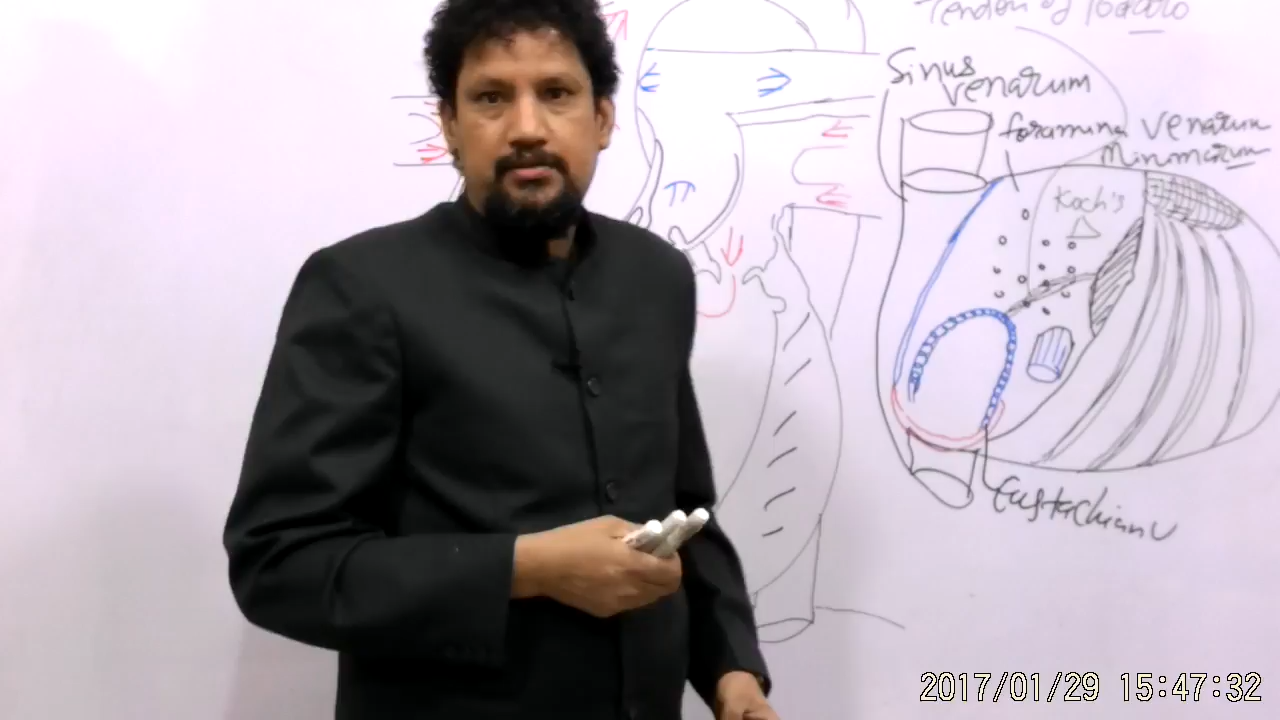 Tendon of Todaro
Sinus
venarum
foramina venarum
minimarum
Koch's
Eustachian V
2017/01/29 15:47:32